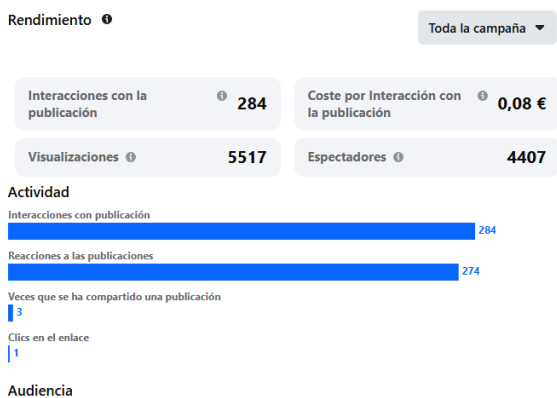 Rendimiento
Toda la campaña
Interacciones con la
publicación
284
Coste por Interacción con
la publicación
0,08 €
Visualizaciones
5517
Espectadores
4407
Actividad
Interacciones con publicación
284
Reacciones a las publicaciones
274
Veces que se ha compartido una publicación
3
Clics en el enlace
1
Audiencia